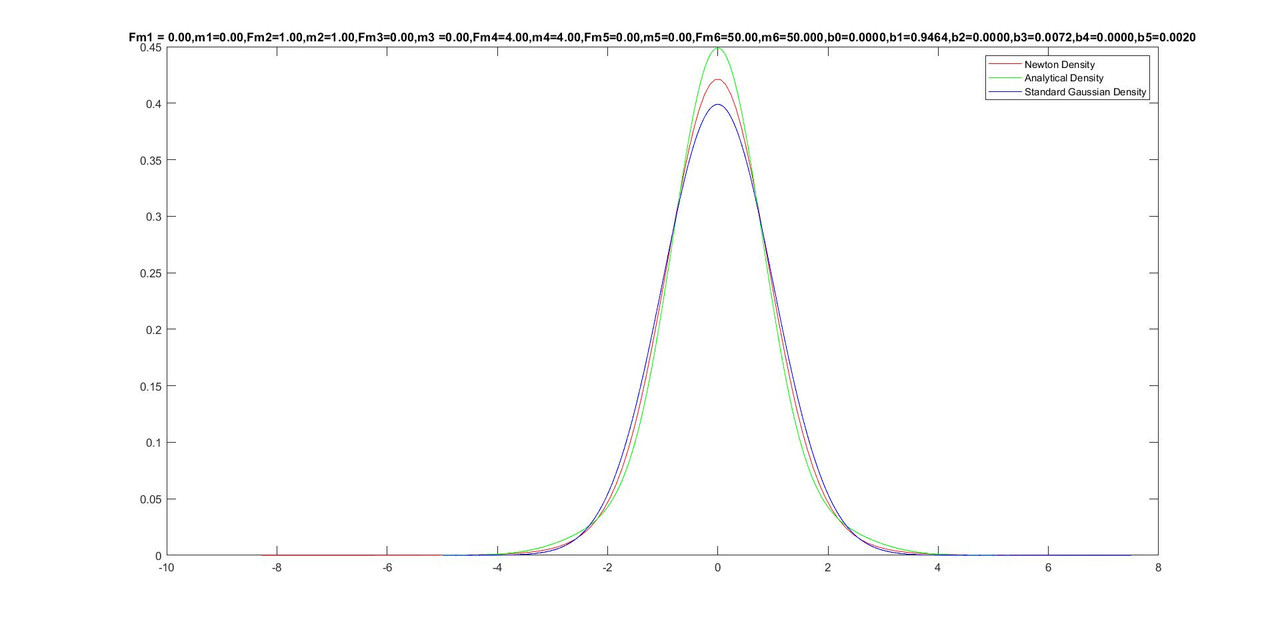 Fm1 = 0.00,m1=0.00,Fm2=1.00,m2=1.00,Fm3=0.00,m3 =0.00,Fm4=4.00,m4=4.00,Fm5=0.00,m5=0.00,Fm6=50.00,m6=50.000,b0=0.0000,b1=0.9464,b2=0.0000,b3=0.0072,b4=0.0000,b5=0.0020
0.45
Newton Density
Analytical Density
Standard Gaussian Density
0.4
0.35
0.3
0.25
0.2
0.15
0.1
0.05
0
-10 -8 -6 -4 -2 0 2 4 6 8